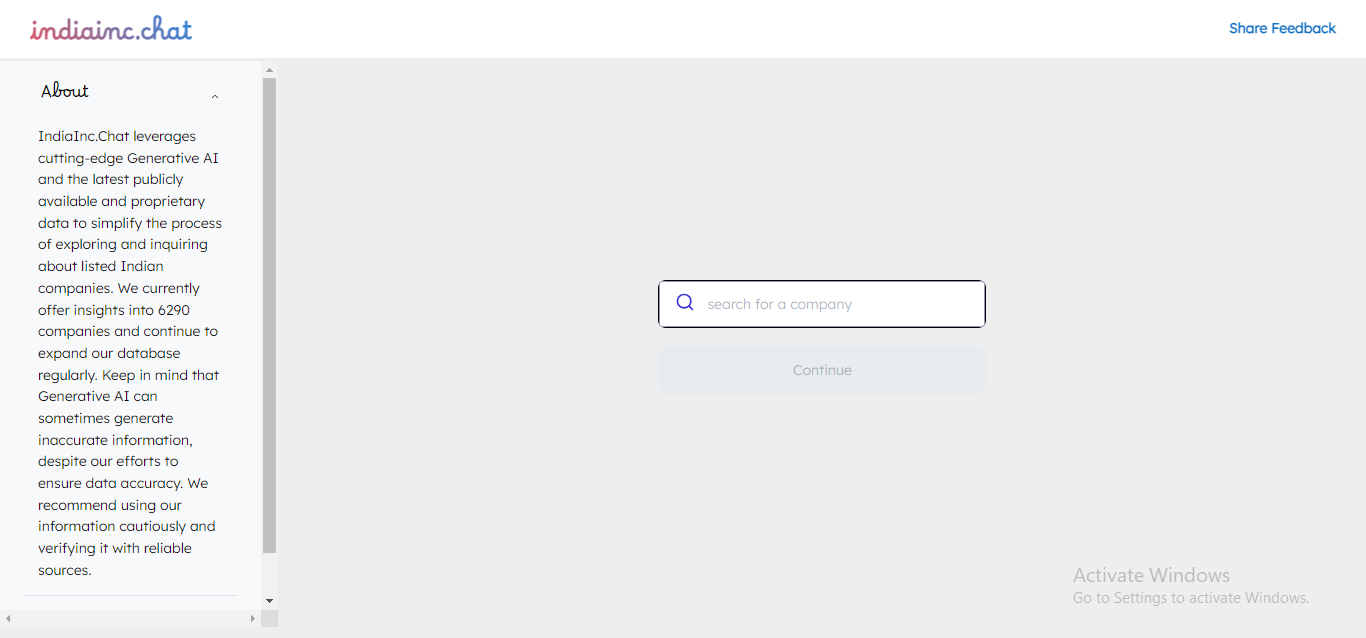 indiainc.chat
Share Feedback
About
IndiaInc.Chat leverages
cutting-edge Generative AI
and the latest publicly
available and proprietary
data to simplify the process
of exploring and inquiring
about listed Indian
companies. We currently
offer insights into 6290
companies and continue to
expand our database
regularly. Keep in mind that
Generative AI can
sometimes generate
inaccurate information,
despite our efforts to
ensure data accuracy. We
recommend using our
information cautiously and
verifying it with reliable
sources.
search for a company
Continue
Activate Windows
Go to Settings to activate Windows.